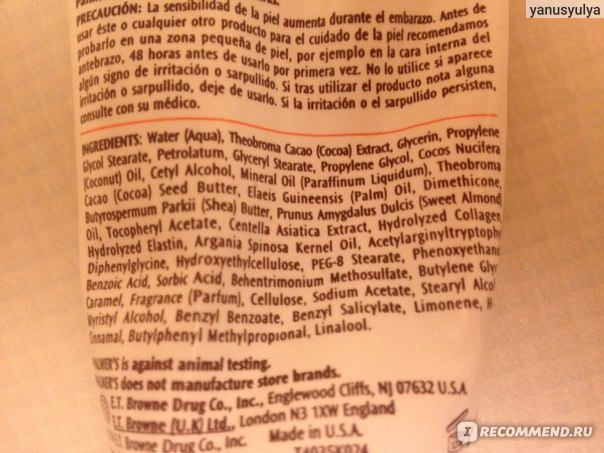 yanusyulya
PRECAUCIÓN: La sensibilidad de la piel aumenta durante el embarazo. Antes de
usar éste o cualquier otro producto para el cuidado de la piel recomendamos
probarlo en una zona pequeña de piel, por ejemplo en la cara interna del
antebrazo, 48 horas antes de usarlo por primera vez. No lo utilice si aparece
algún signo de irritación o sarpullido. Si tras utilizar el producto nota alguna
irritación o sarpullido, deje de usarlo. Si la irritación o el sarpullido persisten,
consulte con su médico.
INGREDIENTS: Water (Aqua), Theobroma Cacao (Cocoa) Extract, Glycerin, Propylene
Glycol Stearate, Petrolatum, Glyceryl Stearate, Propylene Glycol, Cocos Nucifera
(Coconut) Oil, Cetyl Alcohol, Mineral Oil (Paraffinum Liquidum), Theobroma
Cacao (Cocoa) Seed Butter, Elaeis Guineensis (Palm) Oil, Dimethicone,
Butyrospermum Parkii (Shea) Butter, Prunus Amygdalus Dulcis (Sweet Almond)
Oil, Tocopheryl Acetate, Centella Asiatica Extract, Hydrolyzed Collagen,
Hydrolyzed Elastin, Argania Spinosa Kernel Oil, Acetylarginyltryptoph
Diphenylglycine, Hydroxyethylcellulose, PEG-8 Stearate, Phenoxyethano
Benzoic Acid, Sorbic Acid, Behentrimonium Methosulfate, Butylene Gly
Caramel, Fragrance (Parfum), Cellulose, Sodium Acetate, Stearyl Alco
Myristyl Alcohol, Benzyl Benzoate, Benzyl Salicylate, Limonene, H
Cinnamal, Butylphenyl Methylpropional, Linalool.
PALMER'S is against animal testing.
PALMER'S does not manufacture store brands.
E.T. Browne Drug Co., Inc., Englewood Cliffs, NJ 07632 U.S.A
E.T. Browne (U.K) Ltd., London N3 1XW England
E.T. Browne Drug Co., Inc. Made in U.S.A.
I RECOMMEND.RU